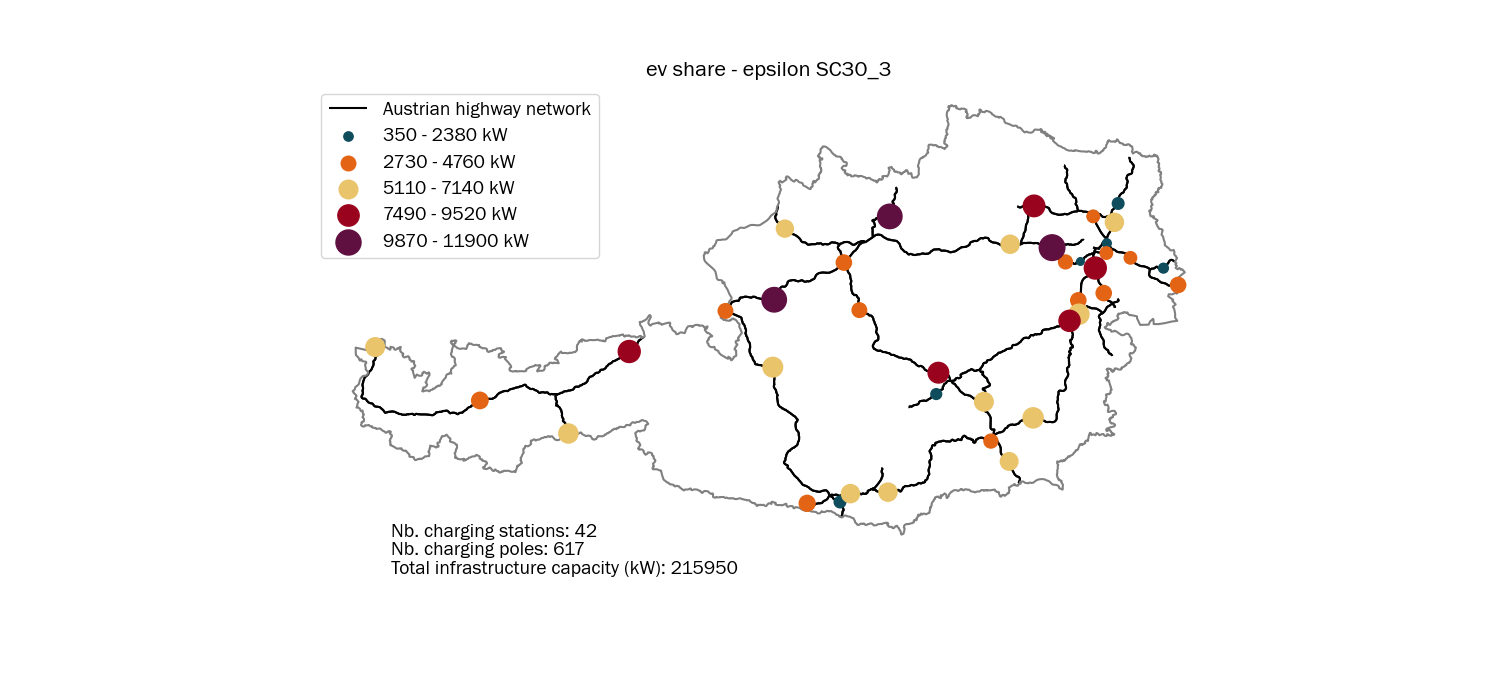 ev share - epsilon SC30_3
Austrian highway network
350 - 2380 kW
2730 - 4760 kW
5110 - 7140 kW
7490 - 9520 kW
9870 - 11900 kW
Nb. charging stations: 42
Nb. charging poles: 617
Total infrastructure capacity (kW): 215950